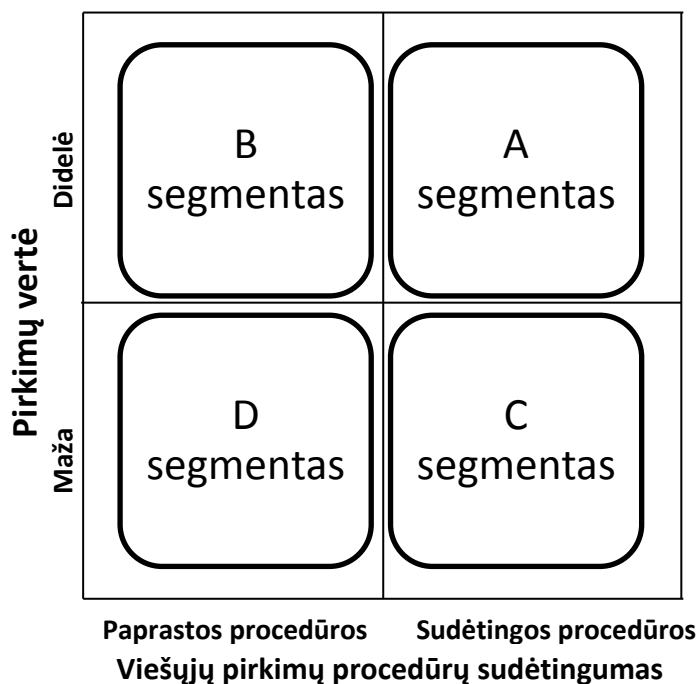 Pirkimų vertė
Didelė
B
segmentas
A
segmentas
Maža
D
segmentas
C
segmentas
Paprastos procedūros
Sudėtingos procedūros
Viešųjų pirkimų procedūrų sudėtingumas